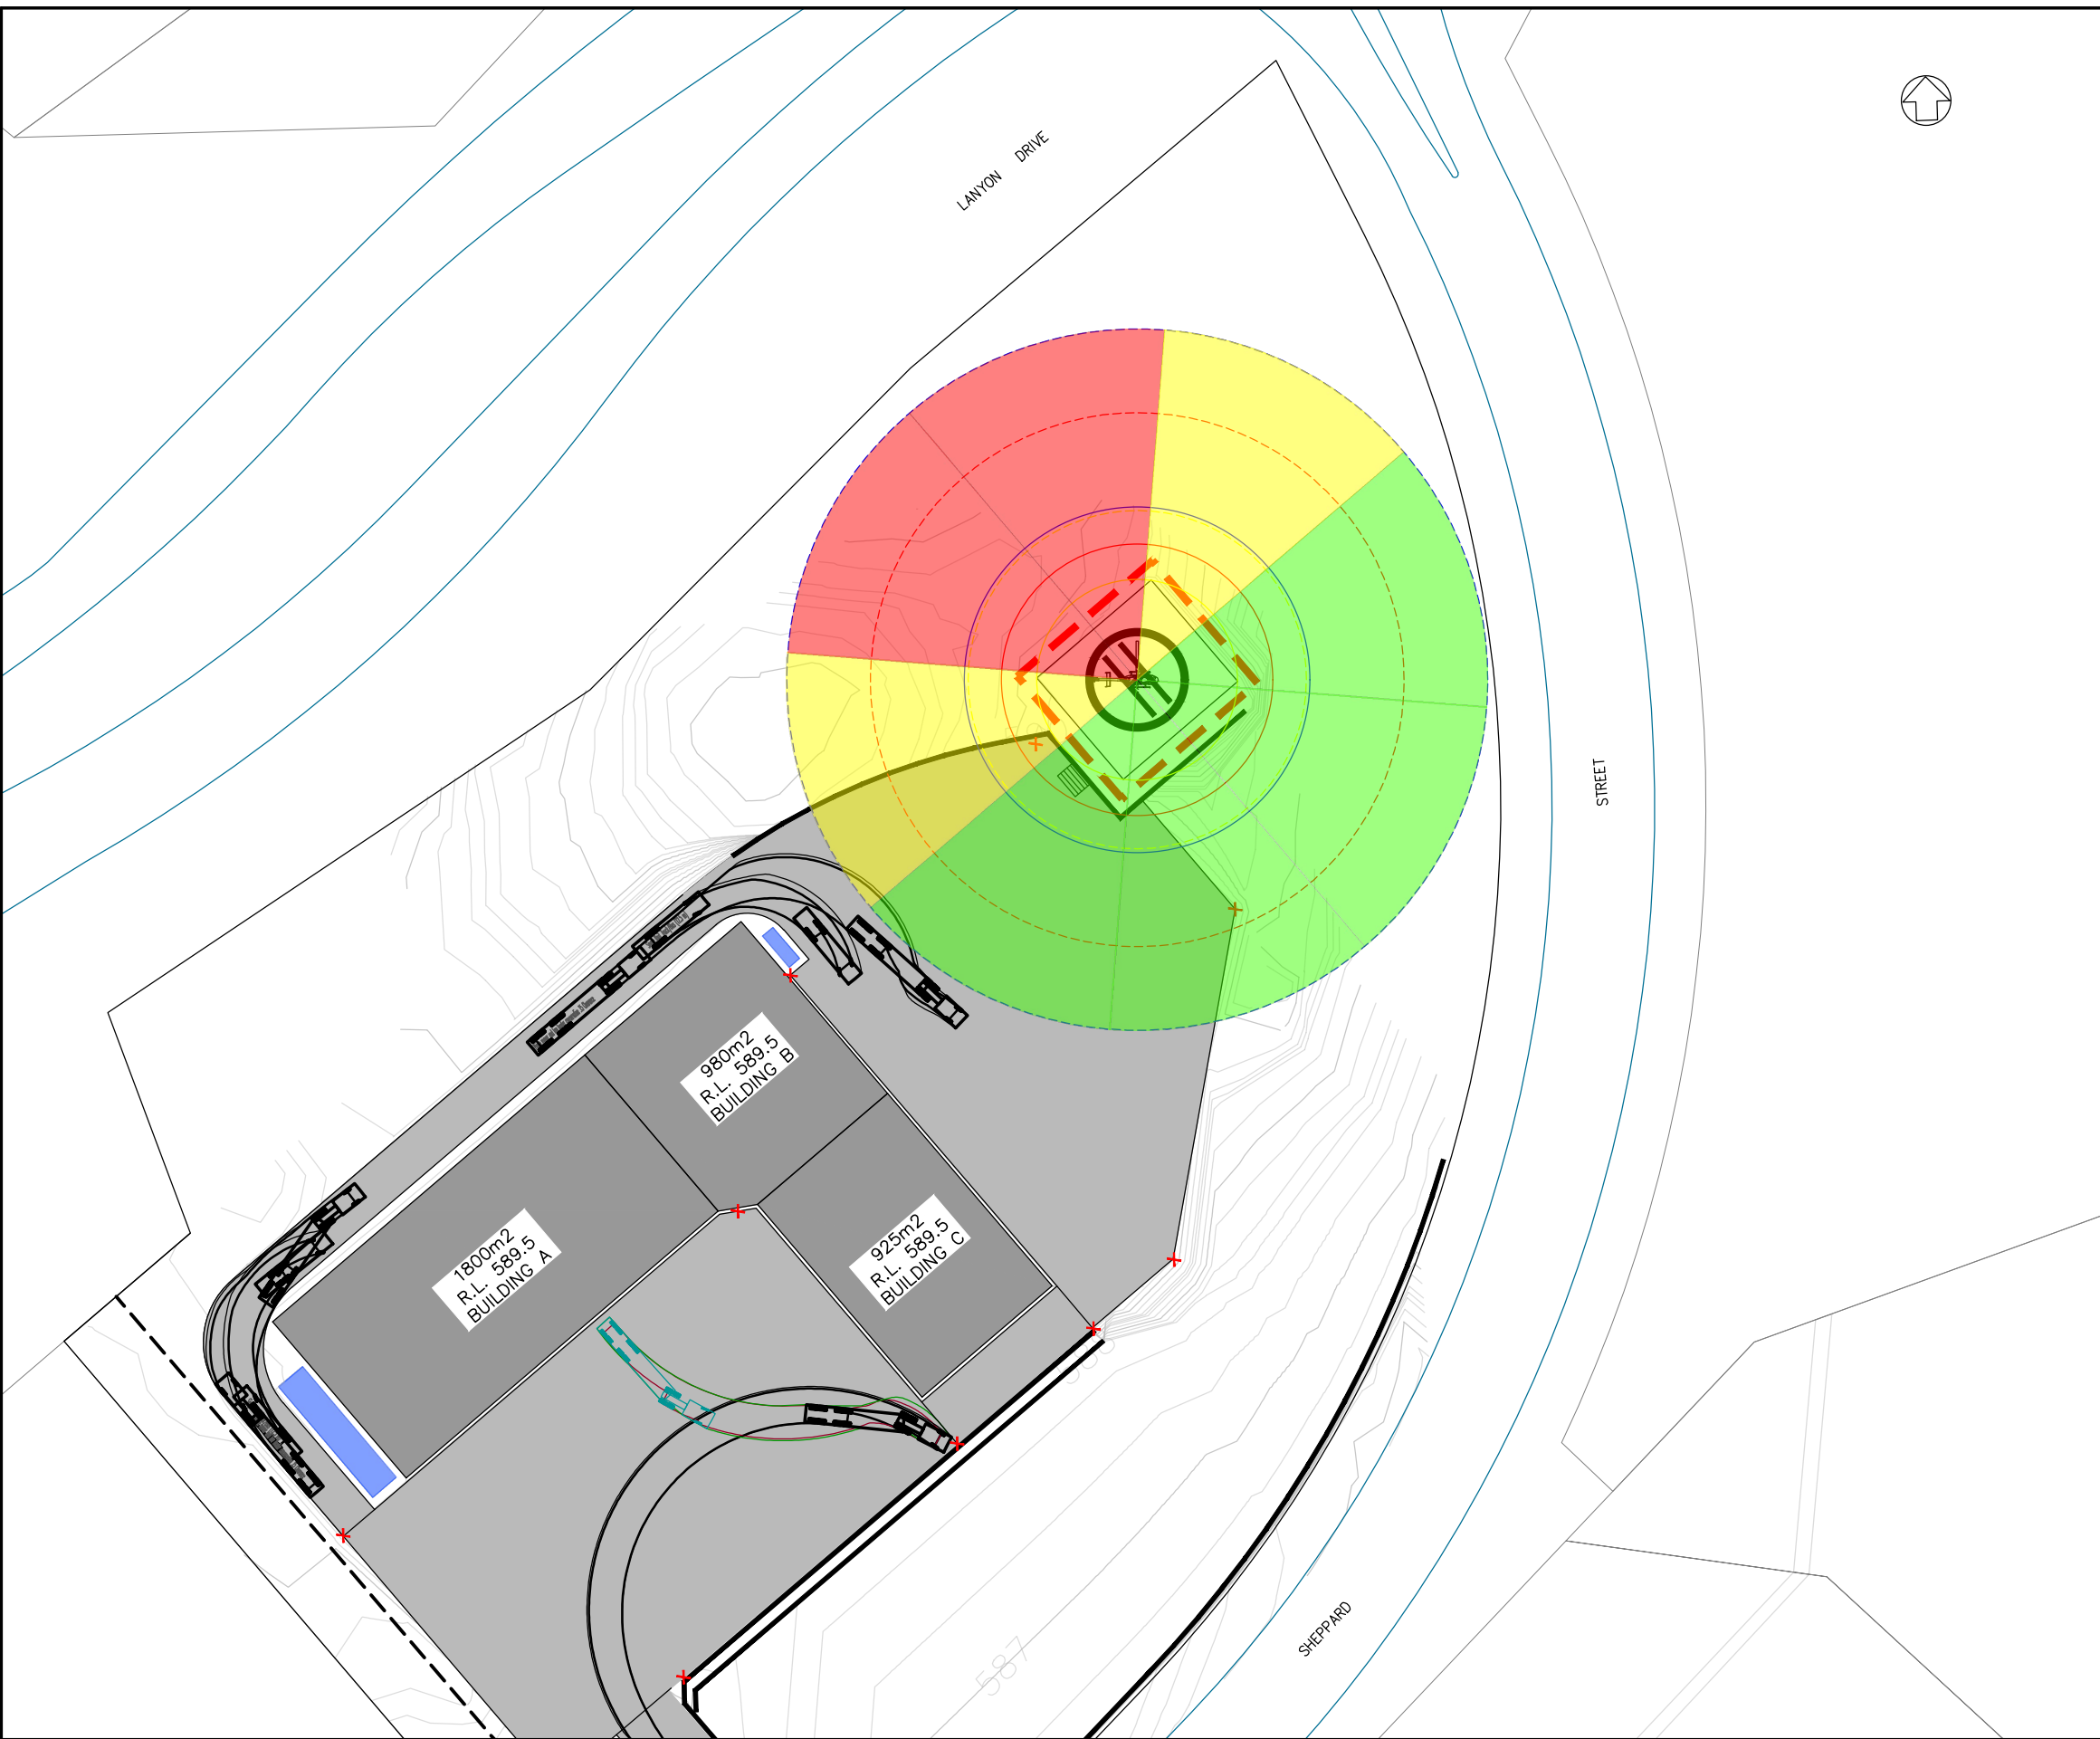 LANYON DRIVE
STREET
980m2
R.L. 589.5
BUILDING B
1800m2
R.L. 589.5
BUILDING A
925m2
R.L. 589.5
BUILDING C
SHEPPARD
587